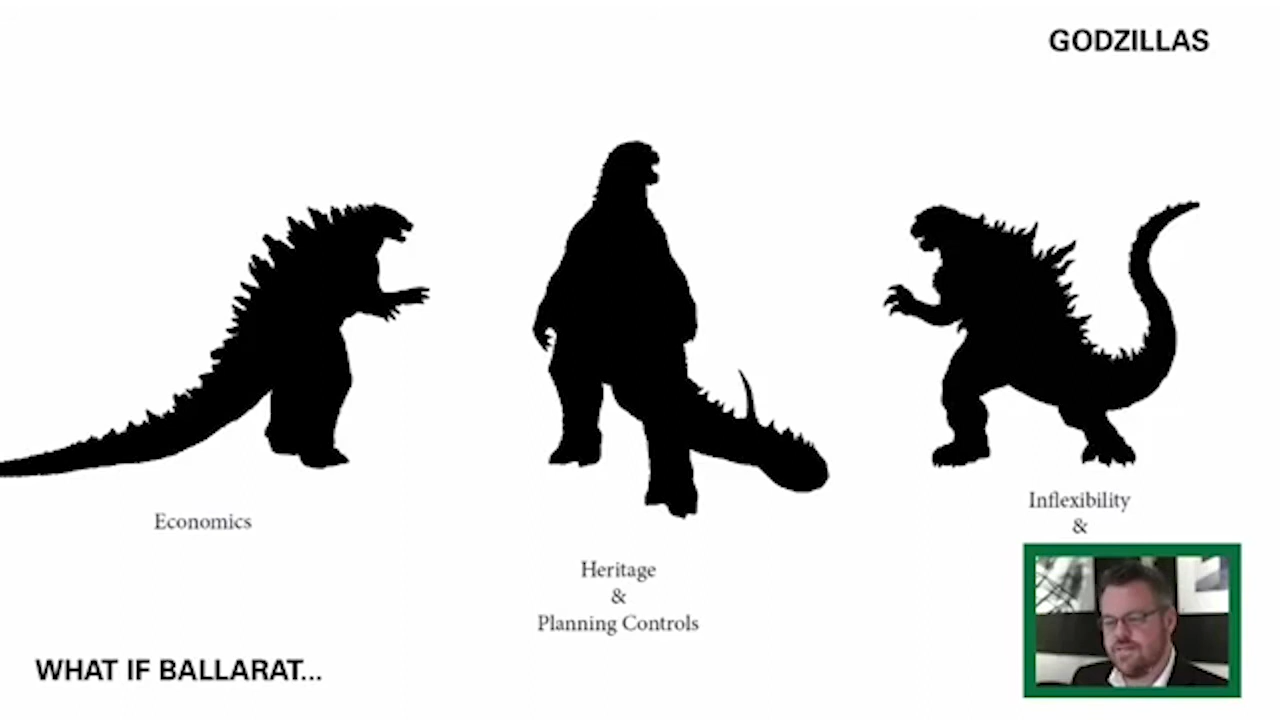 GODZILLAS
Economics
Heritage
&
Planning Controls
Inflexibility
&
WHAT IF BALLARAT...